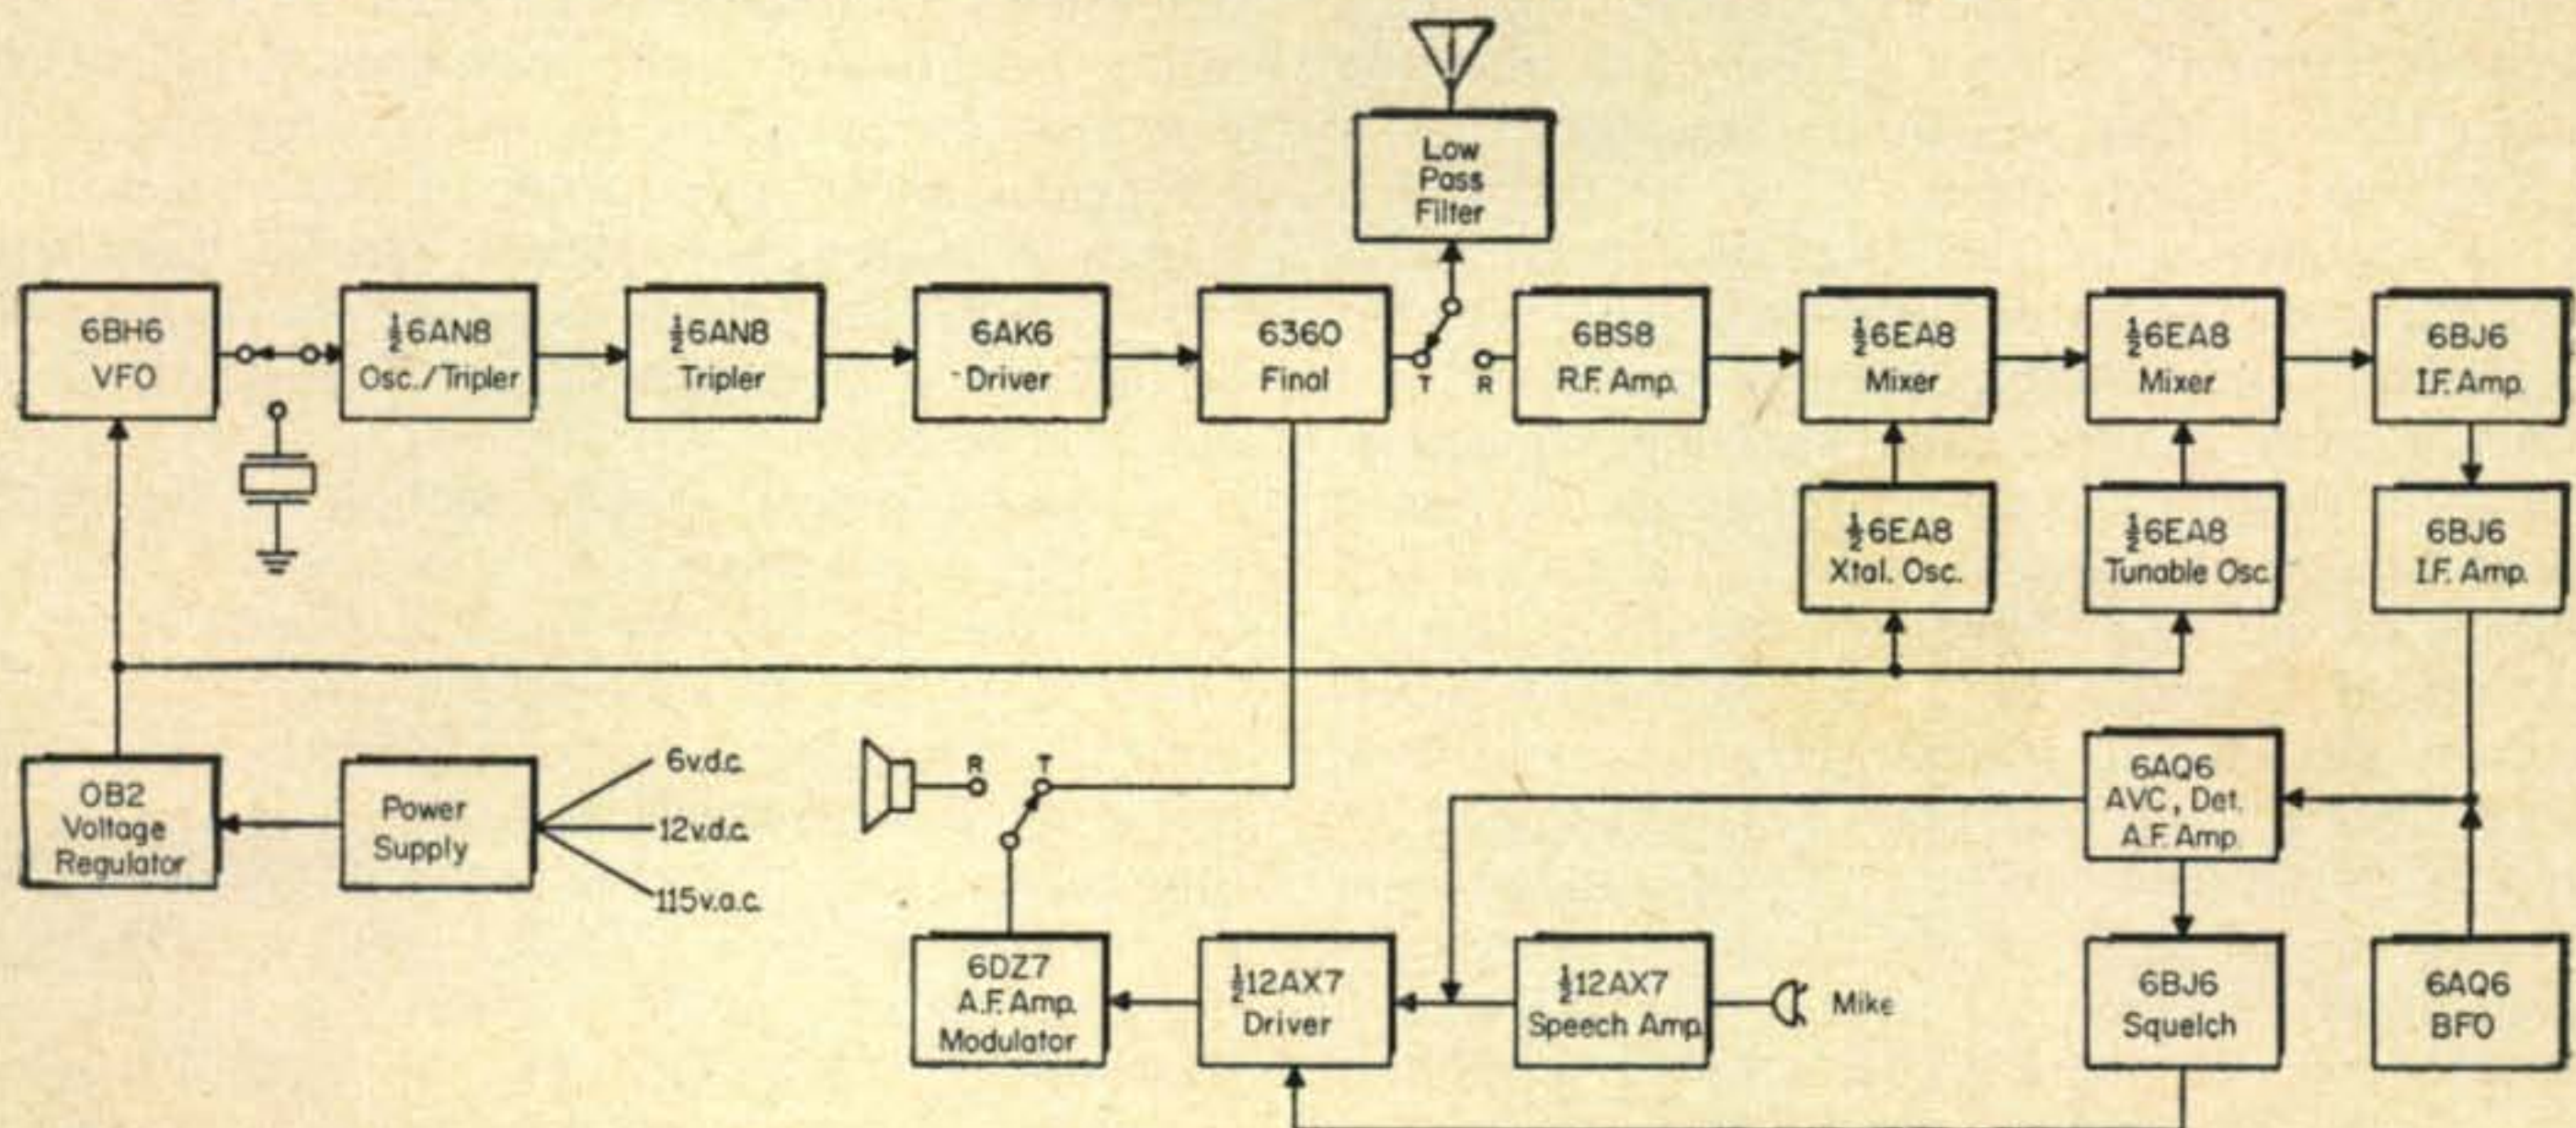 Low
Pass
Filter
6BH6
VFO
½6AN8
Osc./Tripler
½6AN8
Tripler
6AK6
Driver
6360
Final
T
R
6BS8
R.F. Amp.
½6EA8
Mixer
½6EA8
Mixer
6BJ6
I.F. Amp.
½6EA8
Xtal. Osc.
½6EA8
Tunable Osc.
6BJ6
I.F. Amp.
OB2
Voltage
Regulator
Power
Supply
6v.d.c.
12v.d.c.
115v.a.c.
R
T
6AQ6
AVC, Det.
A.F. Amp.
6DZ7
A.F. Amp.
Modulator
½12AX7
Driver
½12AX7
Speech Amp.
Mike
6BJ6
Squelch
6AQ6
BFO